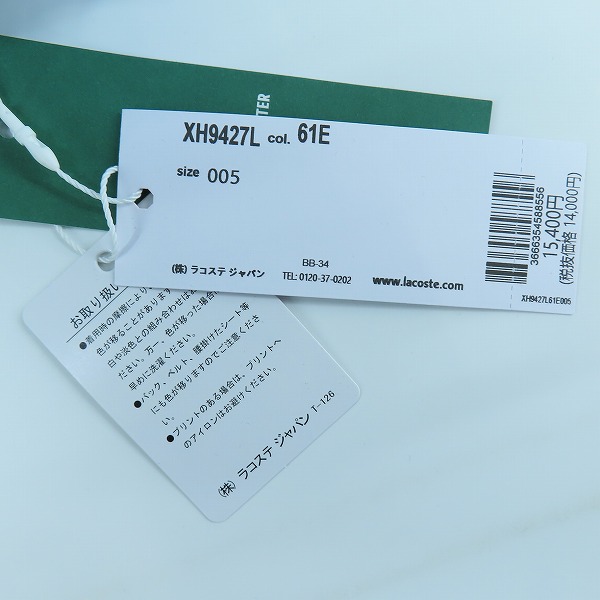 TER
XH9427L col. 61E
size 005
BB-34
(株) ラコステ ジャパン
TEL: 0120-37-0202
www.lacoste.com
3666354588556
15,400円
(税抜価格 14,000円)
XH9427L61E005
お取り扱い
●着用時の摩擦により
色が移ることがあります
白や淡色との組み合わせは
ださい。万一、色が移った場合
早めに洗濯ください。
●バック、ベルト、腰掛けたシート等
にも色が移りますのでご注意くださ
い。
●プリントのある場合は、プリントへ
のアイロンはお避けください。
(株) ラコステ ジャパン T-126